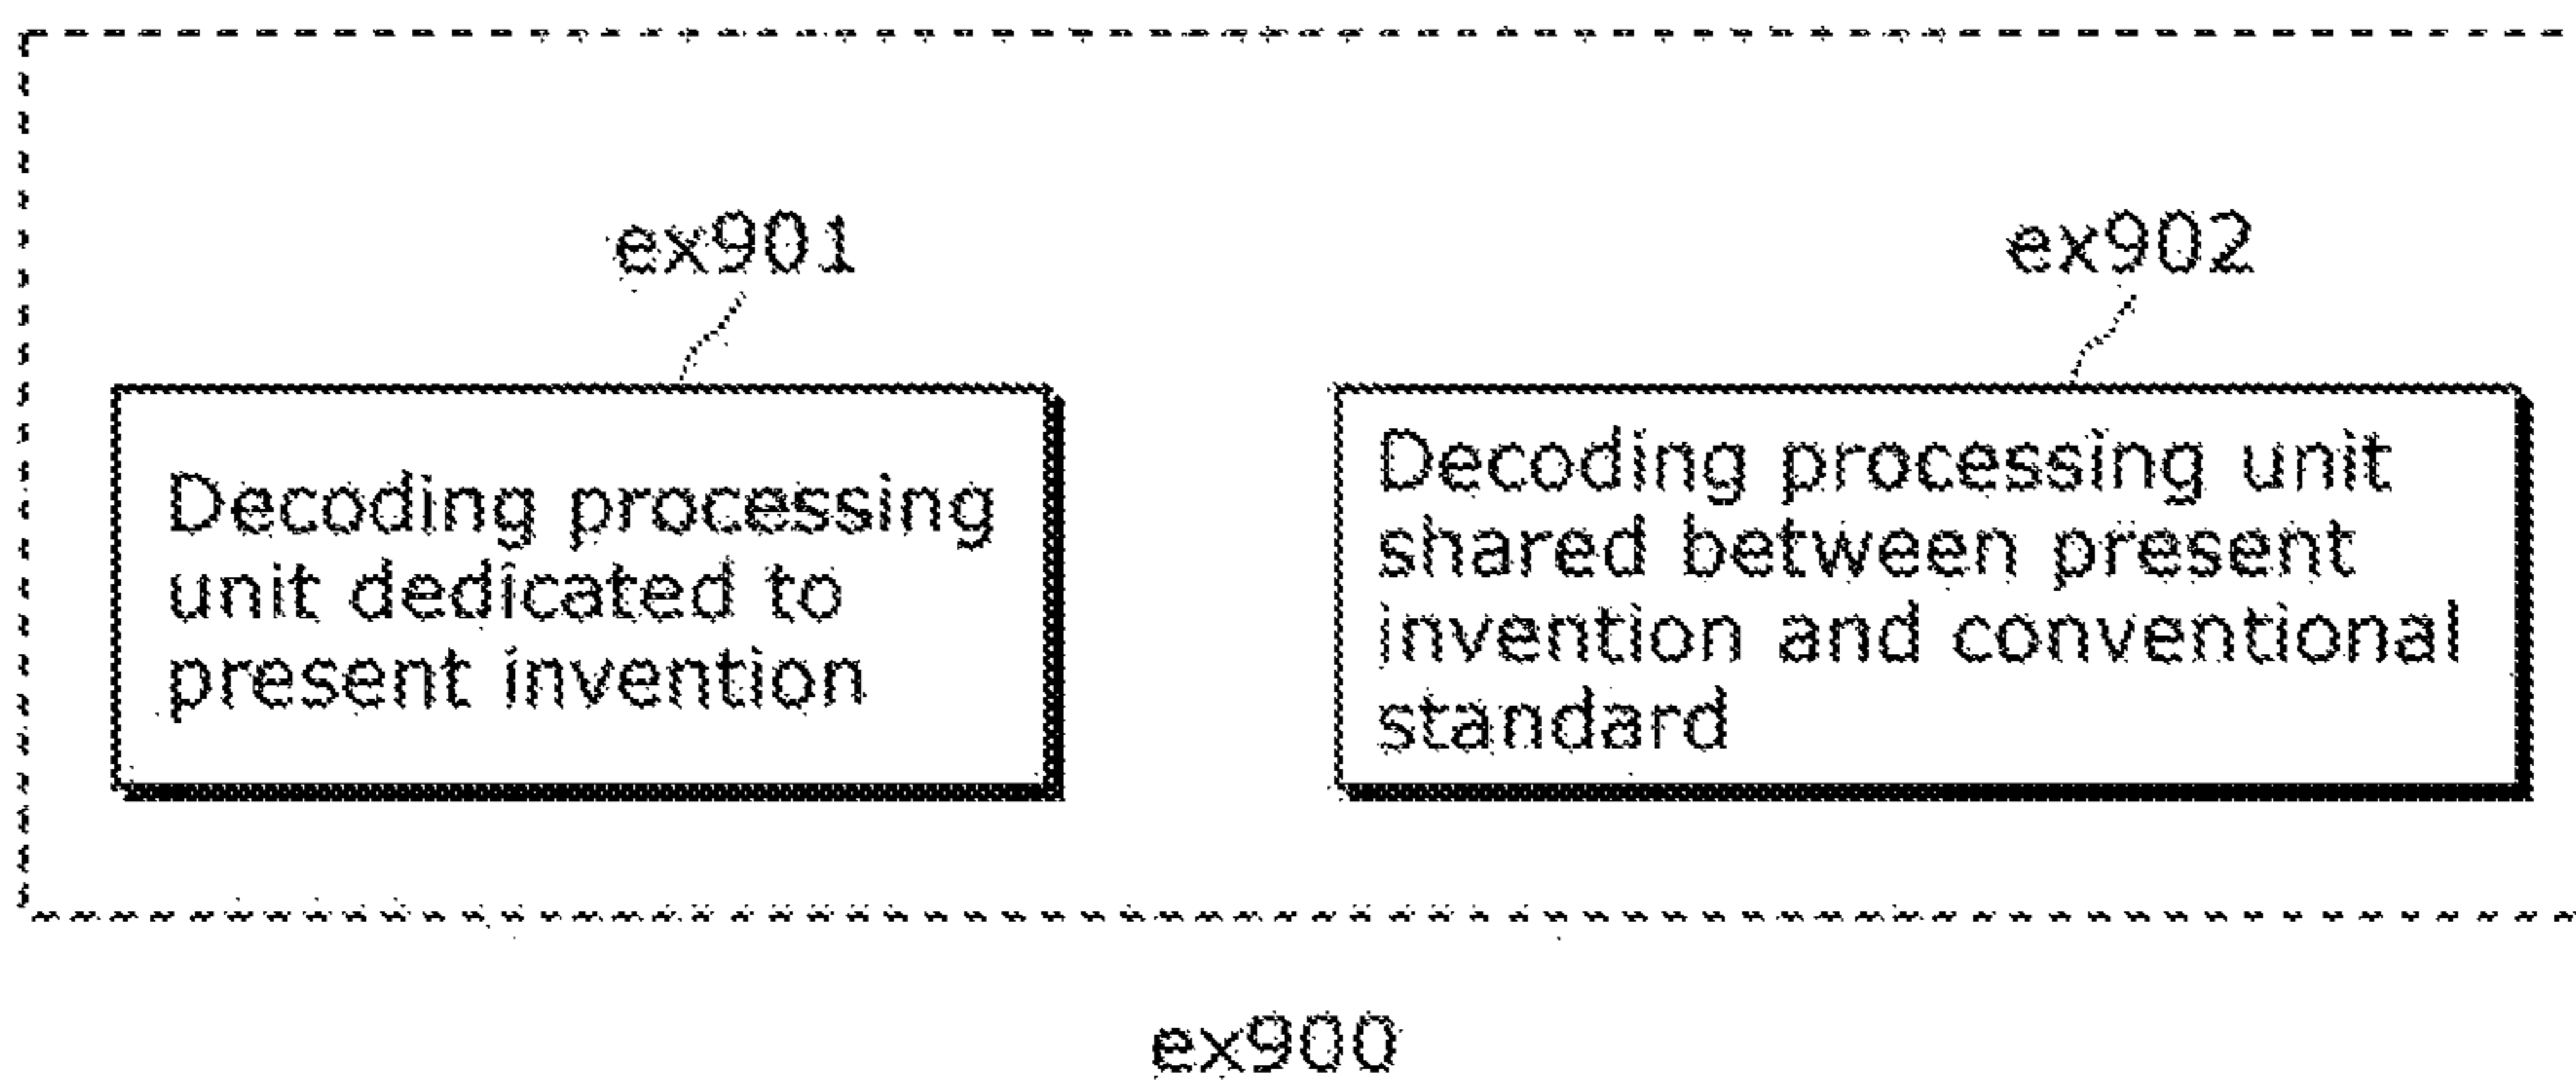 ex901
ex902
Decoding processing
unit dedicated to
present invention
Decoding processing unit
shared between present
invention and conventional
standard
ex900